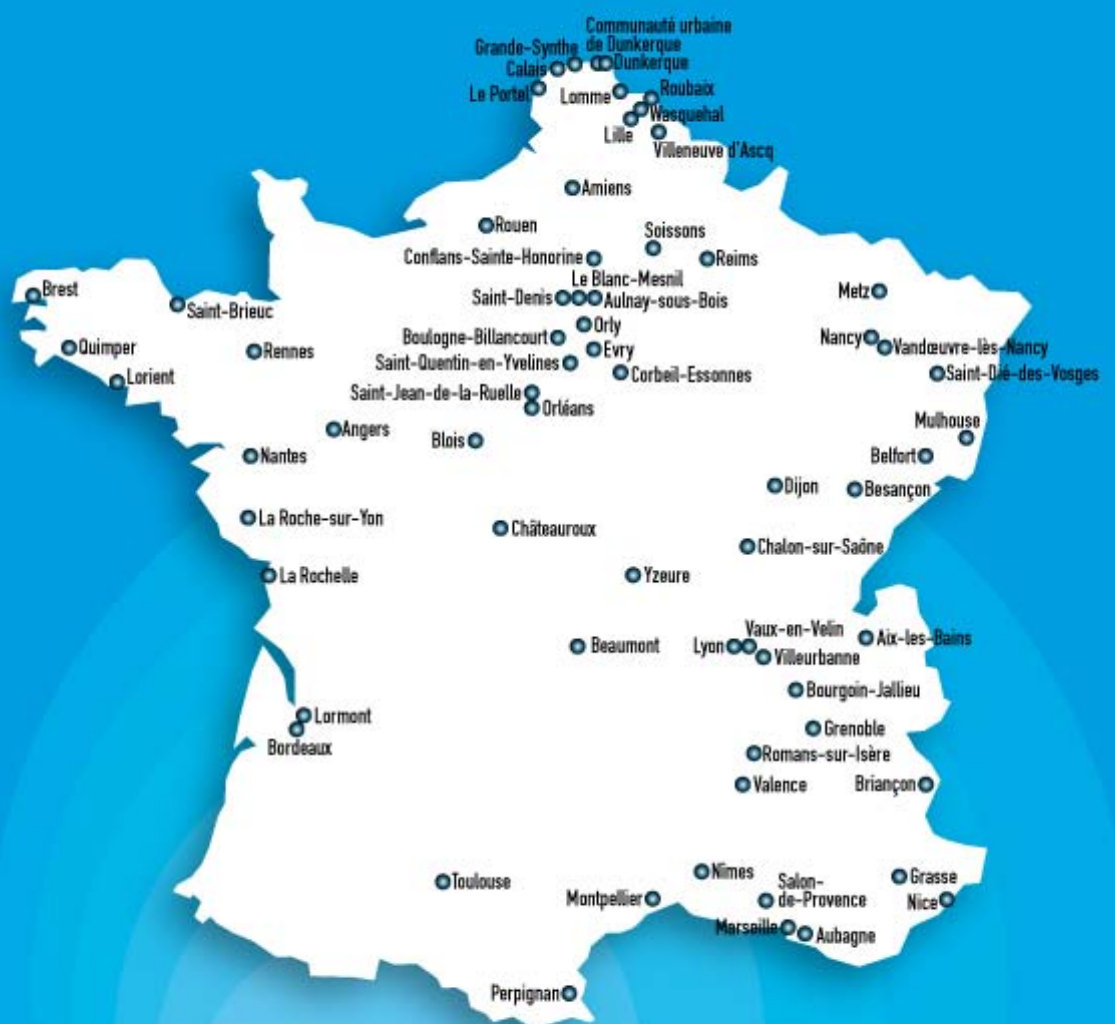 Communauté urbaine
de Dunkerque
Grande-Synthe
Dunkerque
Calais
Le Portel
Lomme
Roubaix
Wasquehal
Lille
Villeneuve d'Ascq
Amiens
Rouen
Soissons
Conflans-Sainte-Honorine
Reims
Le Blanc-Mesnil
Saint-Denis
Aulnay-sous-Bois
Metz
Brest
Saint-Brieuc
Orly
Boulogne-Billancourt
Nancy
Vandœuvre-lès-Nancy
Quimper
Rennes
Evry
Saint-Quentin-en-Yvelines
Corbeil-Essonnes
Saint-Dié-des-Vosges
Lorient
Saint-Jean-de-la-Ruelle
Orléans
Mulhouse
Angers
Blois
Nantes
Belfort
Dijon
Besançon
La Roche-sur-Yon
Châteauroux
Chalon-sur-Saône
La Rochelle
Yzeure
Vaux-en-Velin
Aix-les-Bains
Beaumont
Lyon
Villeurbanne
Bourgoin-Jallieu
Lormont
Grenoble
Bordeaux
Romans-sur-Isère
Valence
Briançon
Nîmes
Grasse
Toulouse
Salon-
de-Provence
Montpellier
Nice
Marseille
Aubagne
Perpignan